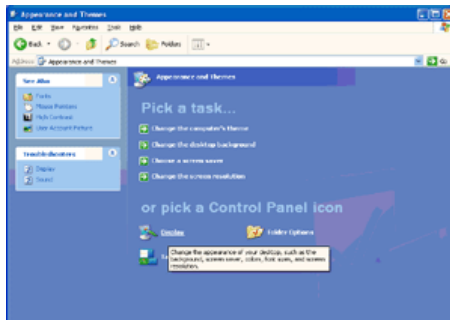 Appearance and Themes
File Edit View Favorites Tools Help
Back Search Folders
Address Appearance and Themes
See Also
Fonts
Mouse Pointers
High Contrast
User Account Picture
Troubleshooters
Display
Sound
Appearance and Themes
Pick a task...
Change the computer's theme
Change the desktop background
Choose a screen saver
Change the screen resolution
or pick a Control Panel icon
Display Folder Options
Change the appearance of your desktop, such as the
background, screen saver, colors, font sizes, and screen
resolution.